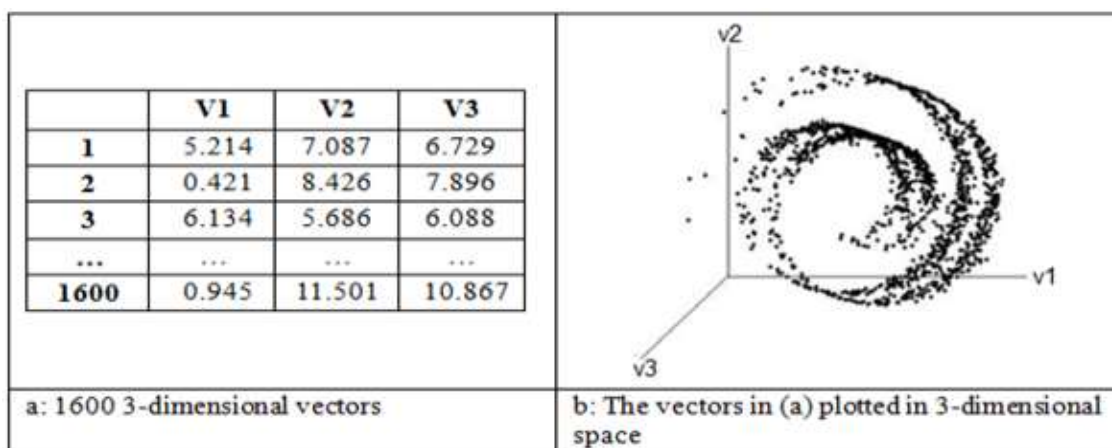 V1 V2 V3
1 5.214 7.087 6.729
2 0.421 8.426 7.896
3 6.134 5.686 6.088
... ... ... ...
1600 0.945 11.501 10.867
v2
v1
v3
a: 1600 3-dimensional vectors
b: The vectors in (a) plotted in 3-dimensional
space